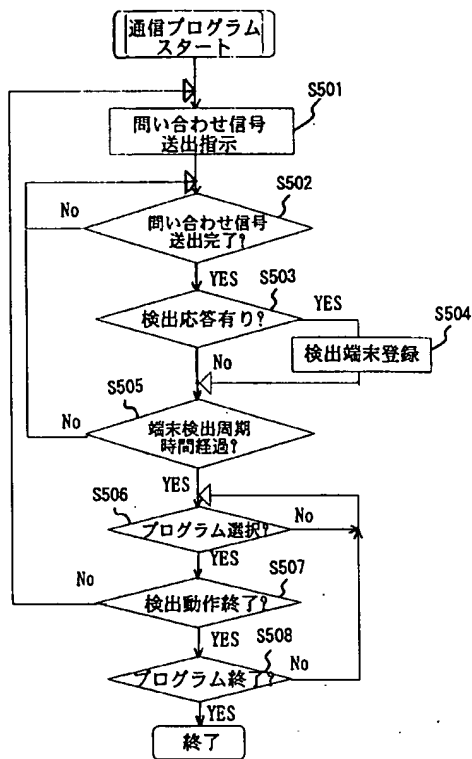 通信プログラム
スタート
S501
問い合わせ信号
送出指示
S502
No
問い合わせ信号
送出完了?
YES
S503
検出応答有り?
YES
S504
検出端末登録
No
S505
No
端末検出周期
時間経過?
YES
S506
プログラム選択?
No
YES
S507
No
検出動作終了?
YES
S508
プログラム終了?
No
YES
終了